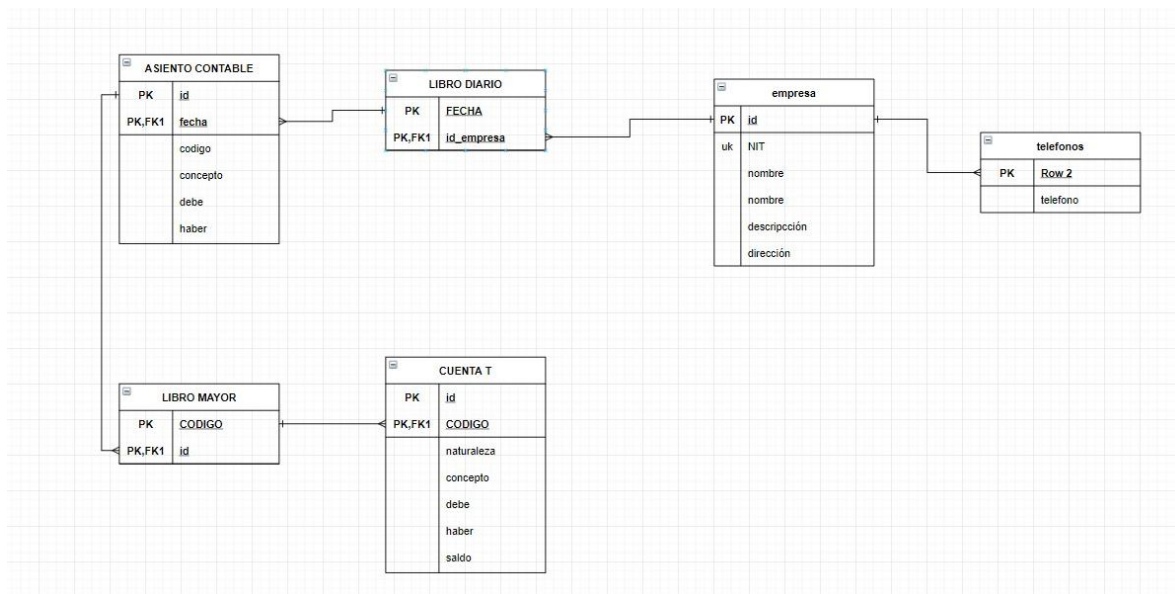 ASIENTO CONTABLE
PK id
PK,FK1 fecha
codigo
concepto
debe
haber
LIBRO DIARIO
PK FECHA
PK,FK1 id_empresa
empresa
PK id
uk NIT
nombre
nombre
descripcción
dirección
telefonos
PK Row 2
telefono
LIBRO MAYOR
PK CODIGO
PK,FK1 id
CUENTA T
PK id
PK,FK1 CODIGO
naturaleza
concepto
debe
haber
saldo